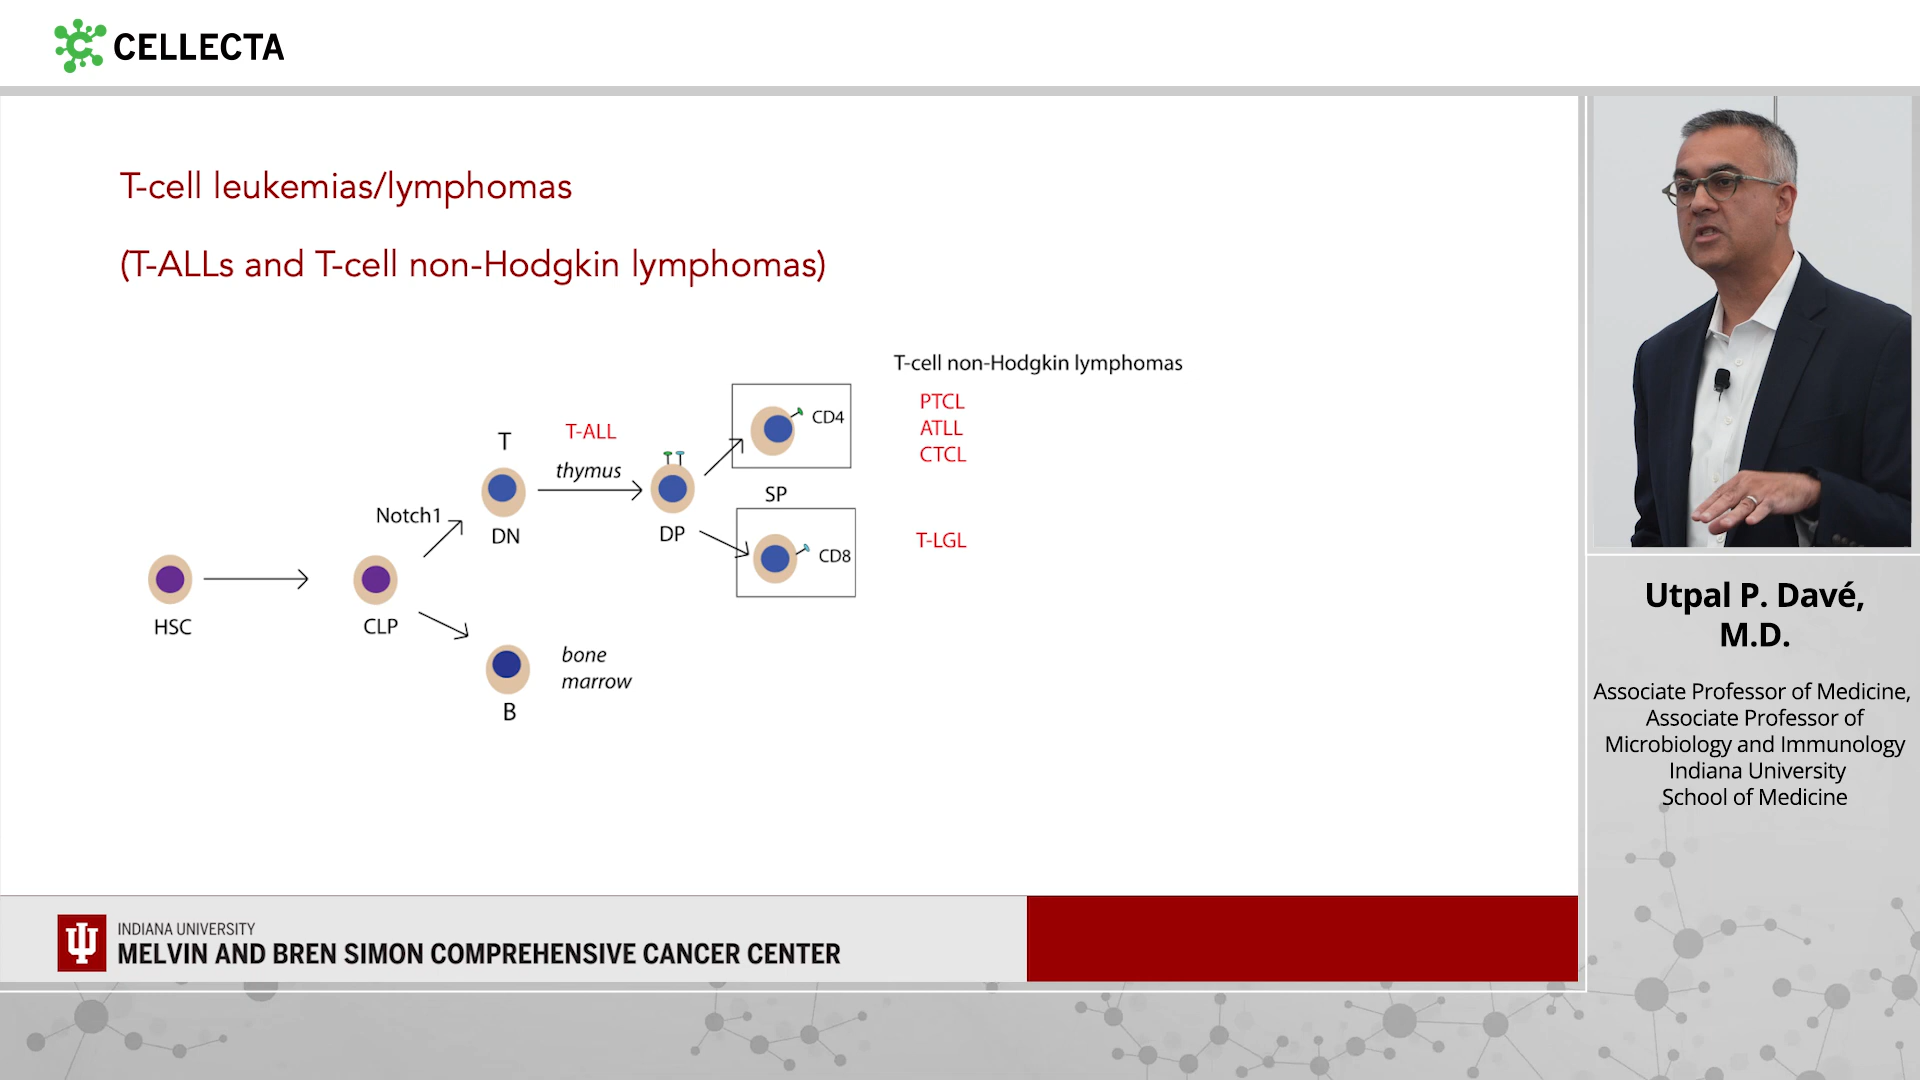 CELLECTA
T-cell leukemias/lymphomas
(T-ALLs and T-cell non-Hodgkin lymphomas)
T-cell non-Hodgkin lymphomas
PTCL
ATLL
CTCL
T-LGL
T
T-ALL
thymus
CD4
SP
Notch1
DN
DP
CD8
HSC
CLP
bone
marrow
B
INDIANA UNIVERSITY
MELVIN AND BREN SIMON COMPREHENSIVE CANCER CENTER
Utpal P. Davé,
M.D.
Associate Professor of Medicine,
Associate Professor of
Microbiology and Immunology
Indiana University
School of Medicine